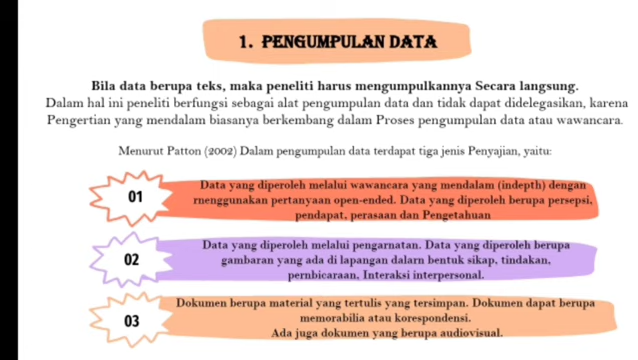 1. PENGUMPULAN DATA
Bila data berupa teks, maka peneliti harus mengumpulkannya Secara langsung.
Dalam hal ini peneliti berfungsi sebagai alat pengumpulan data dan tidak dapat didelegasikan, karena
Pengertian yang mendalam biasanya berkembang dalam Proses pengumpulan data atau wawancara.
Menurut Patton (2002) Dalam pengumpulan data terdapat tiga jenis Penyajian, yaitu:
01
Data yang diperoleh melalui wawancara yang mendalam (indepth) dengan
rnenggunakan pertanyaan open-ended. Data yang diperoleh berupa persepsi,
pendapat, perasaan dan Pengetahuan
02
Data yang diperoleh melalui pengarnatan. Data yang diperoleh berupa
gambaran yang ada di lapangan dalarn bentuk sikap, tindakan,
pernbicaraan, Interaksi interpersonal.
03
Dokumen berupa material yang tertulis yang tersimpan. Dokumen dapat berupa
memorabilia atau korespondensi.
Ada juga dokumen yang berupa audiovisual.